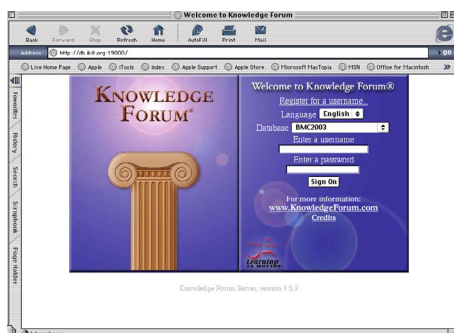 Welcome to Knowledge Forum
Back Forward Stop Refresh Home AutoFill Print Mail
Address http://db.ikit.org:19000/
Live Home Page Apple iTools index Apple Support Apple Store Microsoft MacTopia MSN Office for Macintosh
Favorites
History
Search
Scrapbook
Page Holder
KNOWLEDGE
FORUM®
Welcome to Knowledge Forum®
Register for a username...
Language English
Database BMC2003
Enter a username
Enter a password
Sign On
For more information:
www.KnowledgeForum.com
Credits
Learning
IN MOTION
Knowledge Forum Server, version 4.5.3